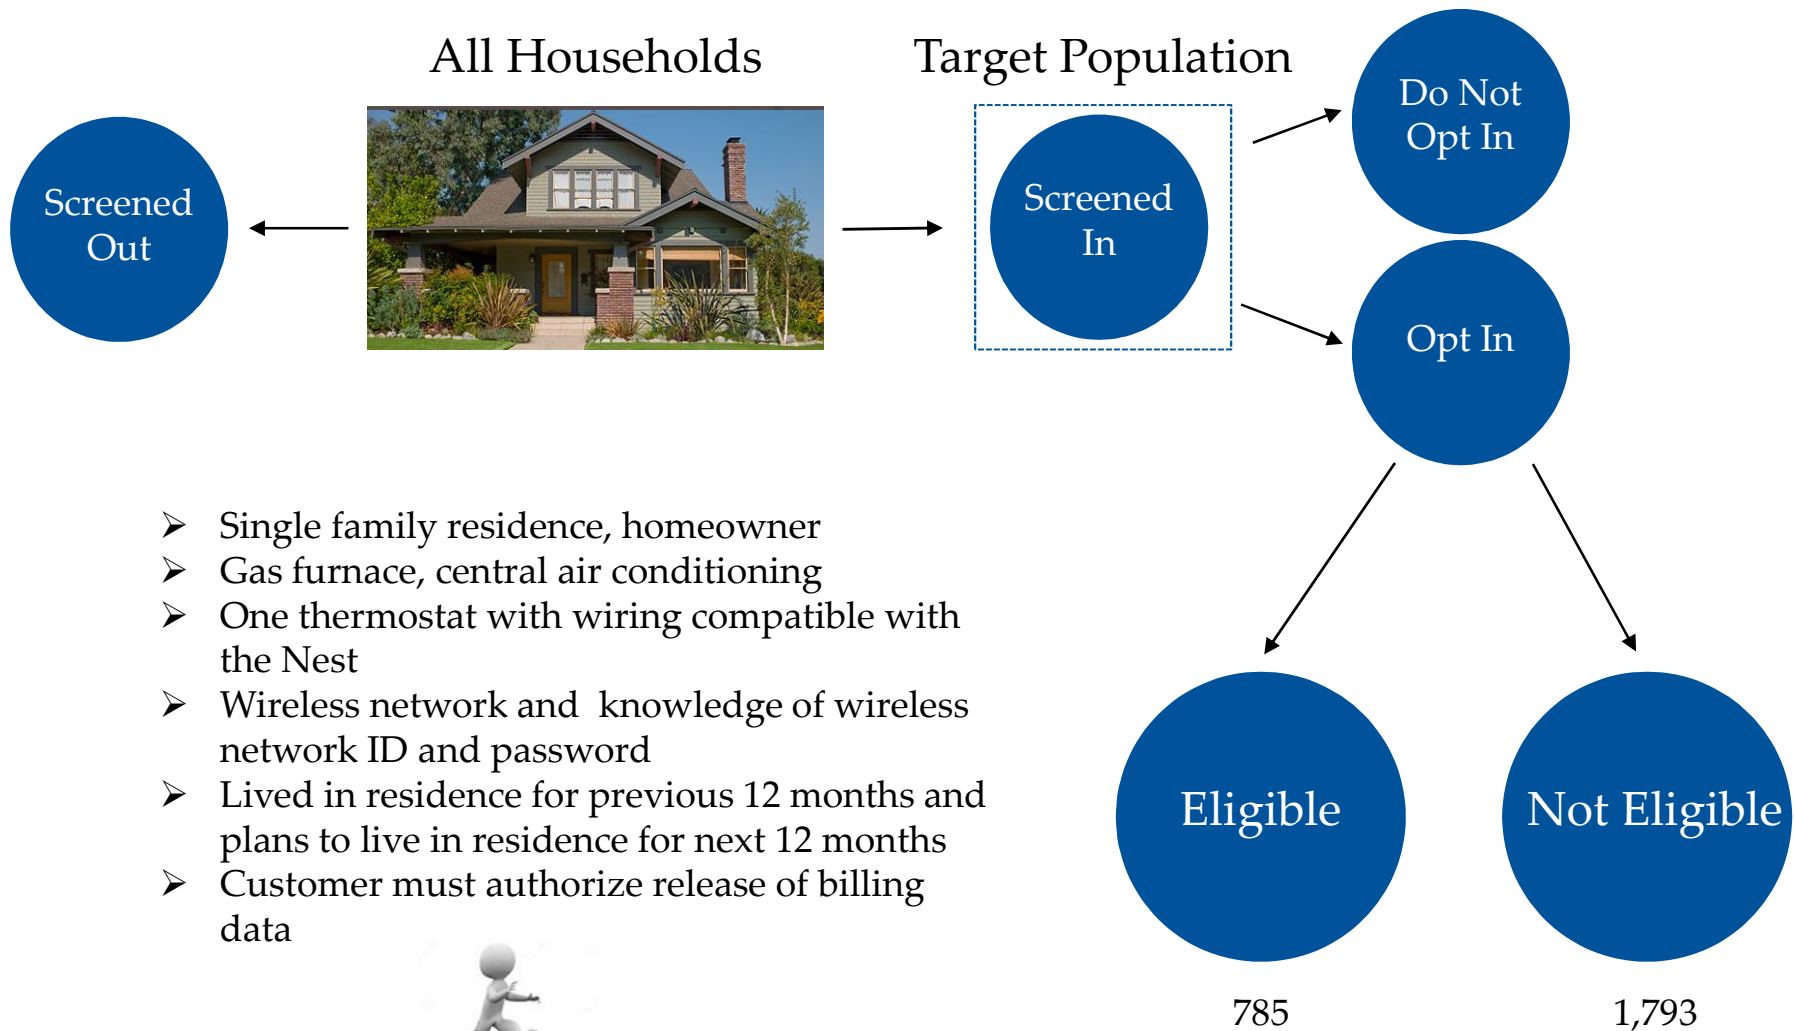 All Households
Target Population
Do Not
Opt In
Screened
Out
Screened
In
Opt In
➢ Single family residence, homeowner
➢ Gas furnace, central air conditioning
➢ One thermostat with wiring compatible with
the Nest
➢ Wireless network and  knowledge of wireless
network ID and password
➢ Lived in residence for previous 12 months and
plans to live in residence for next 12 months
➢ Customer must authorize release of billing
data
Eligible
Not Eligible
785
1,793